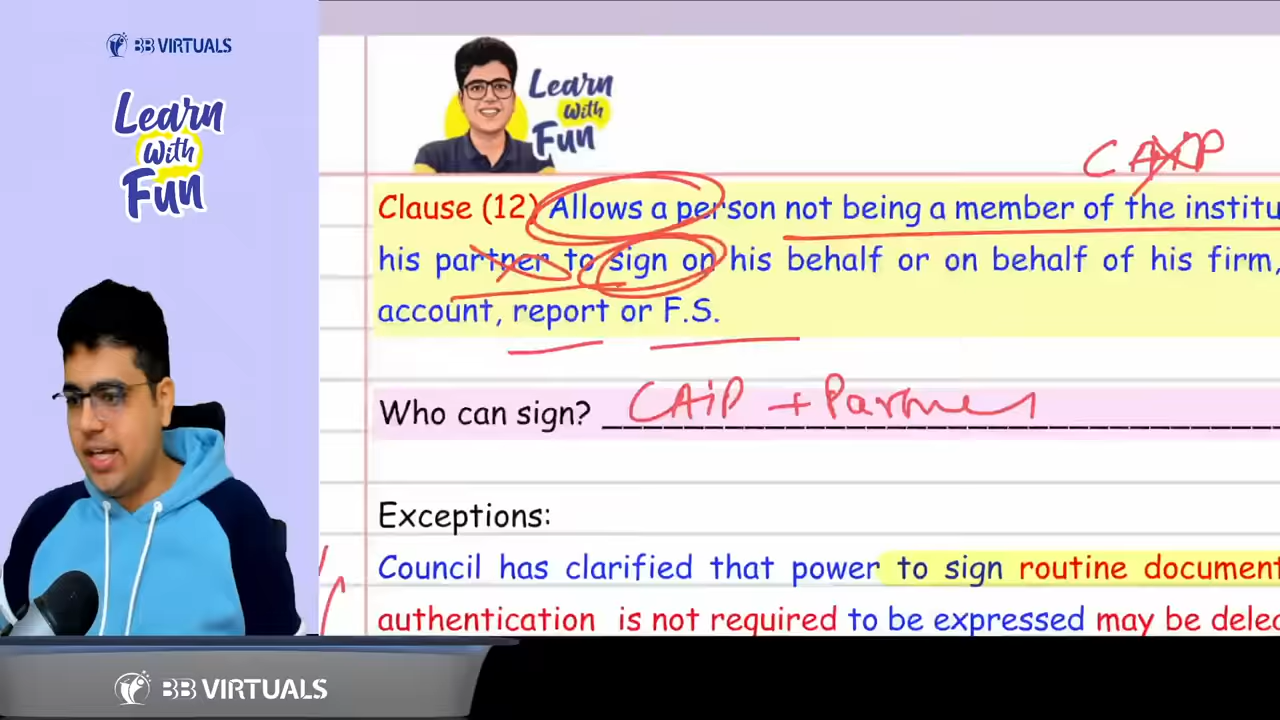 BB VIRTUALS
Learn
With
Fun
Learn
With
Fun
CA
Clause (12) Allows a person not being a member of the institu
his partner to sign on his behalf or on behalf of his firm,
account, report or F.S.
Who can sign? CAiP + Partner
Exceptions:
Council has clarified that power to sign routine document
authentication is not required to be expressed may be deleg
BB VIRTUALS